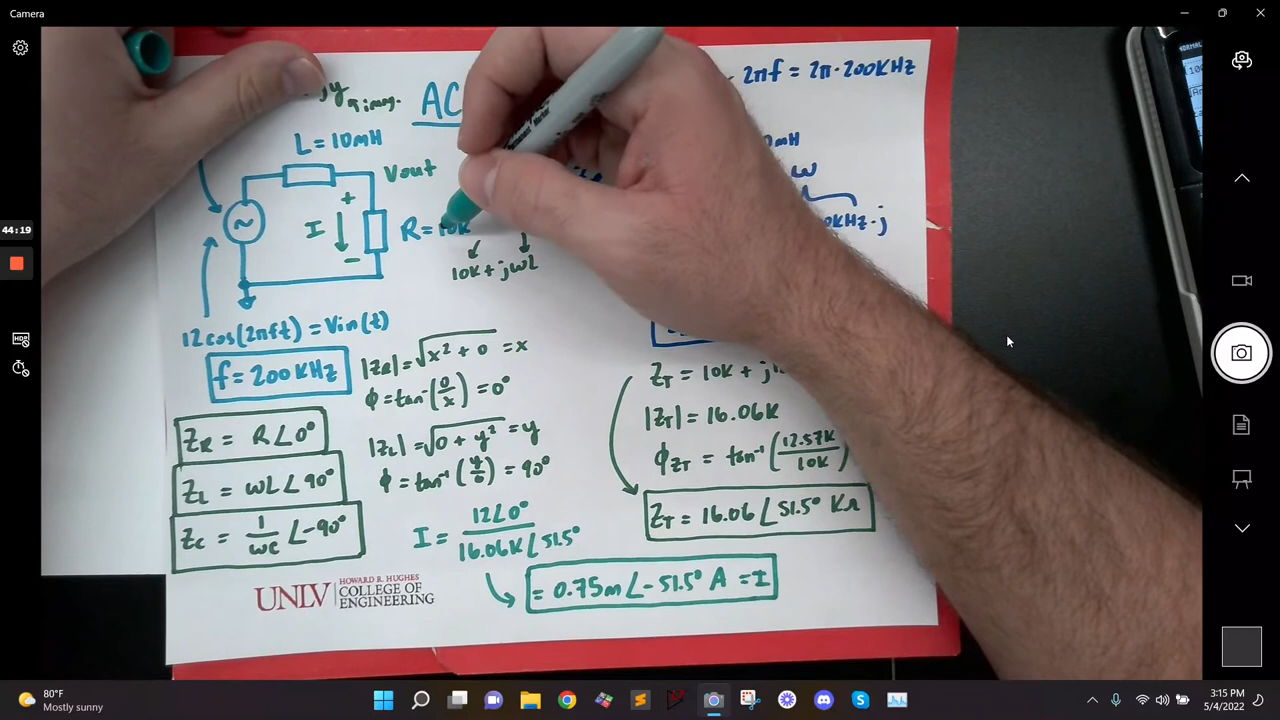 Camera
2πf = 2π·200KHz
AC
L = 10mH
Vout
+
I
R = 10K
-
~
10K + jωL
ω
KHz·j
12cos(2πft) = Vin(t)
f = 200KHz
|ZR| = √x² + 0 = x
ϕ = tan⁻¹(0/x) = 0°
ZR = R∠0°
ZL = ωL∠90°
ZC = 1/ωC ∠-90°
|ZL| = √0 + y² = y
ϕ = tan⁻¹(y/0) = 90°
I = 12∠0° / 16.06K∠51.5°
= 0.75m∠-51.5° A = I
ZT = 10K + j1
|ZT| = 16.06K
ϕZT = tan⁻¹(12.57K/10K)
ZT = 16.06∠51.5° KΩ
UNLV
HOWARD R. HUGHES
COLLEGE OF
ENGINEERING
NORMAL
44:19
HDR
80°F
Mostly sunny
3:15 PM
5/4/2022